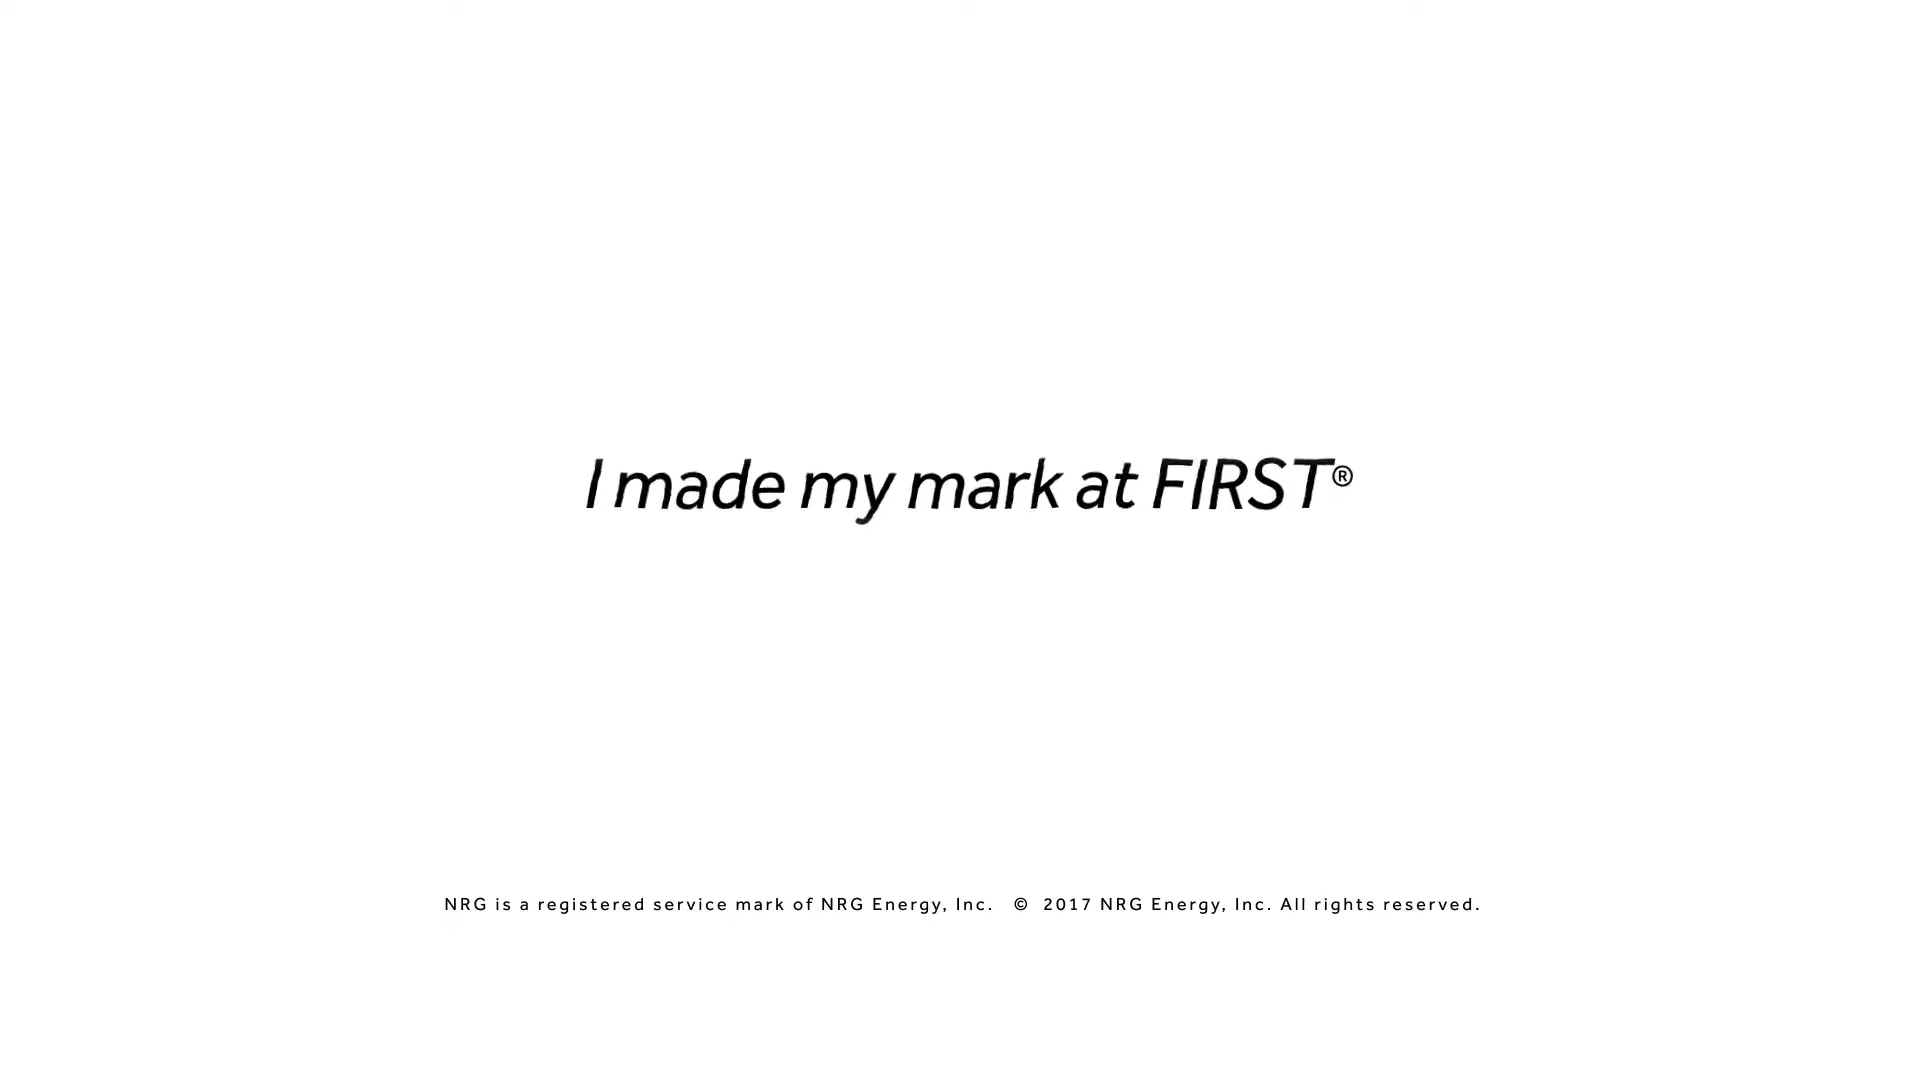 I made my mark at FIRST®
NRG is a registered service mark of NRG Energy, Inc. © 2017 NRG Energy, Inc. All rights reserved.